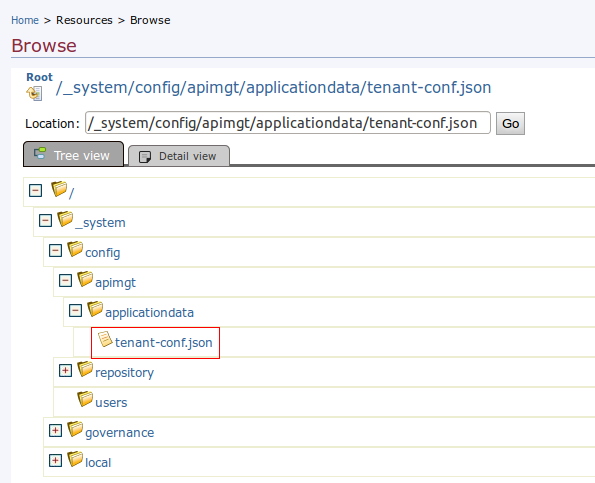 Home > Resources > Browse
Browse
Root
/_system/config/apimgt/applicationdata/tenant-conf.json
Location: /_system/config/apimgt/applicationdata/tenant-conf.json Go
Tree view Detail view
/
_system
config
apimgt
applicationdata
tenant-conf.json
repository
users
governance
local